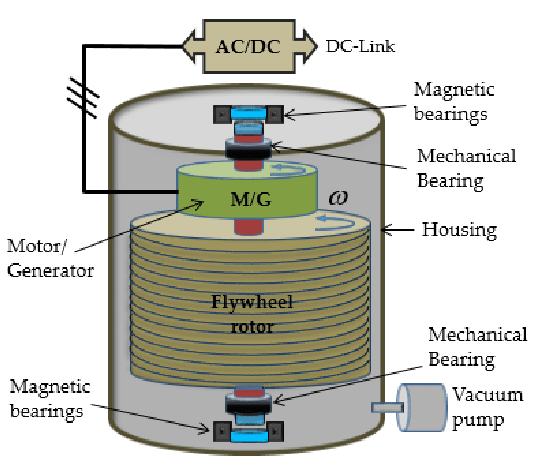 AC/DC
DC-Link
Magnetic
bearings
Mechanical
Bearing
M/G
ω
Housing
Motor/
Generator
Flywheel
rotor
Mechanical
Bearing
Magnetic
bearings
Vacuum
pump